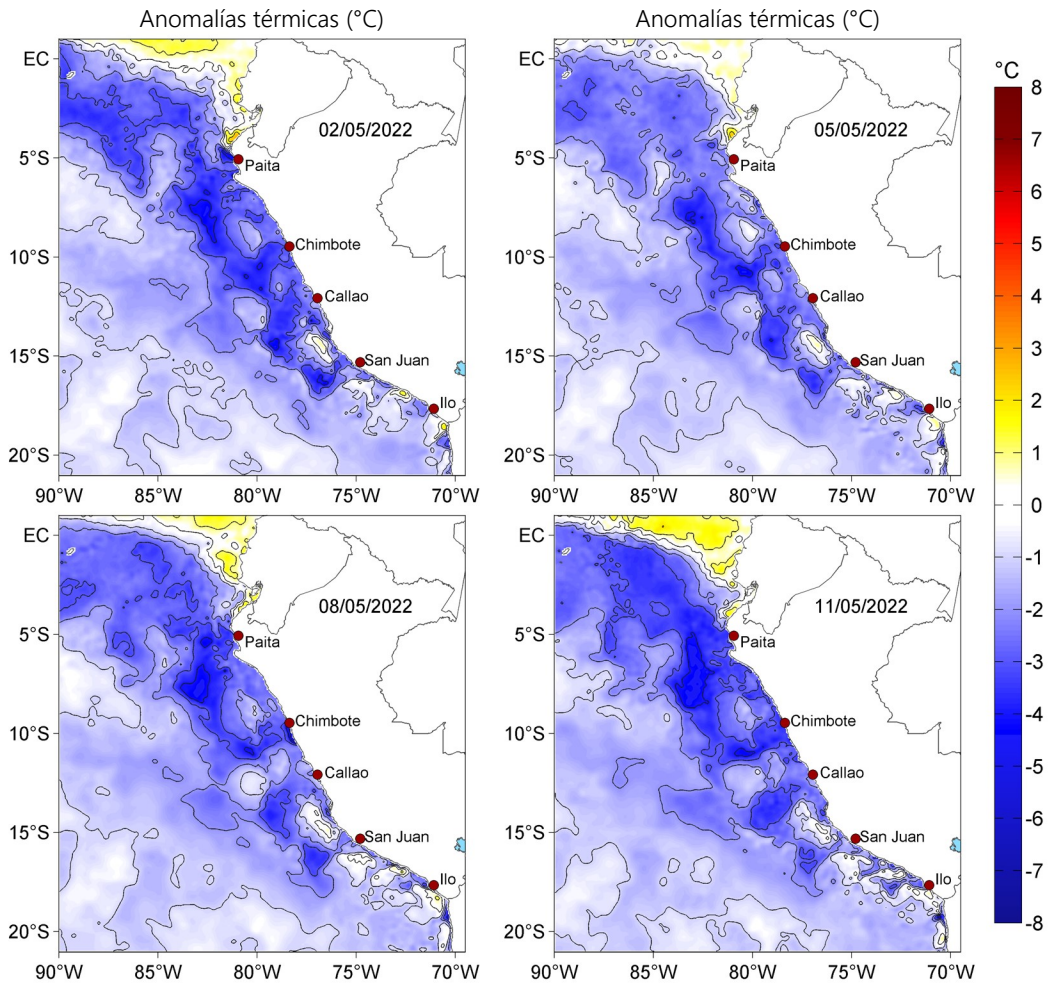 Anomalías térmicas (°C)
Anomalías térmicas (°C)
EC
5°S
10°S
15°S
20°S
02/05/2022
Paita
Chimbote
Callao
San Juan
Ilo
90°W 85°W 80°W 75°W 70°W
EC
5°S
10°S
15°S
20°S
05/05/2022
Paita
Chimbote
Callao
San Juan
Ilo
90°W 85°W 80°W 75°W 70°W
EC
5°S
10°S
15°S
20°S
08/05/2022
Paita
Chimbote
Callao
San Juan
Ilo
90°W 85°W 80°W 75°W 70°W
EC
5°S
10°S
15°S
20°S
11/05/2022
Paita
Chimbote
Callao
San Juan
Ilo
90°W 85°W 80°W 75°W 70°W
°C
8
7
6
5
4
3
2
1
0
-1
-2
-3
-4
-5
-6
-7
-8